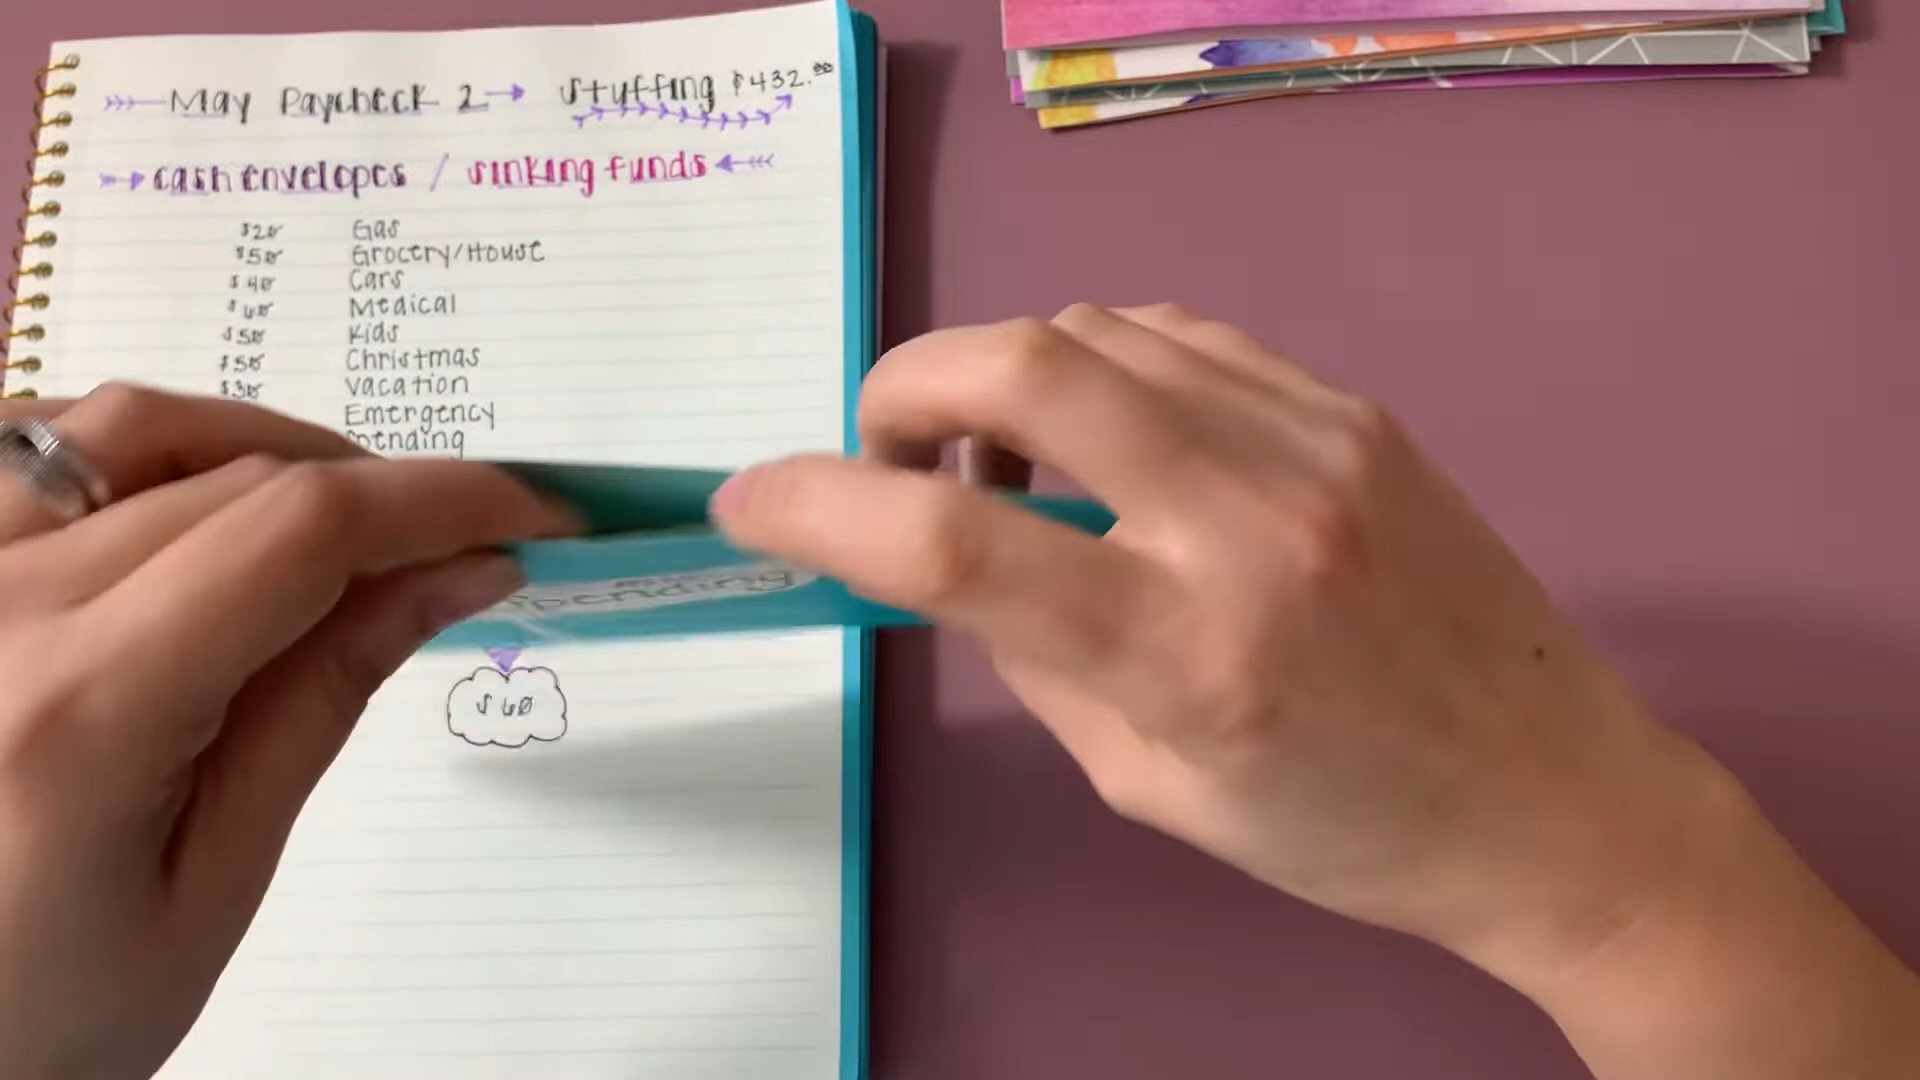 May Paycheck 2 stuffing $432.00
cash envelopes / sinking funds
$20 Gas
$50 Grocery/House
$40 Cars
$60 Medical
$50 Kids
$50 Christmas
$30 Vacation
Emergency
Spending
Spending
$60